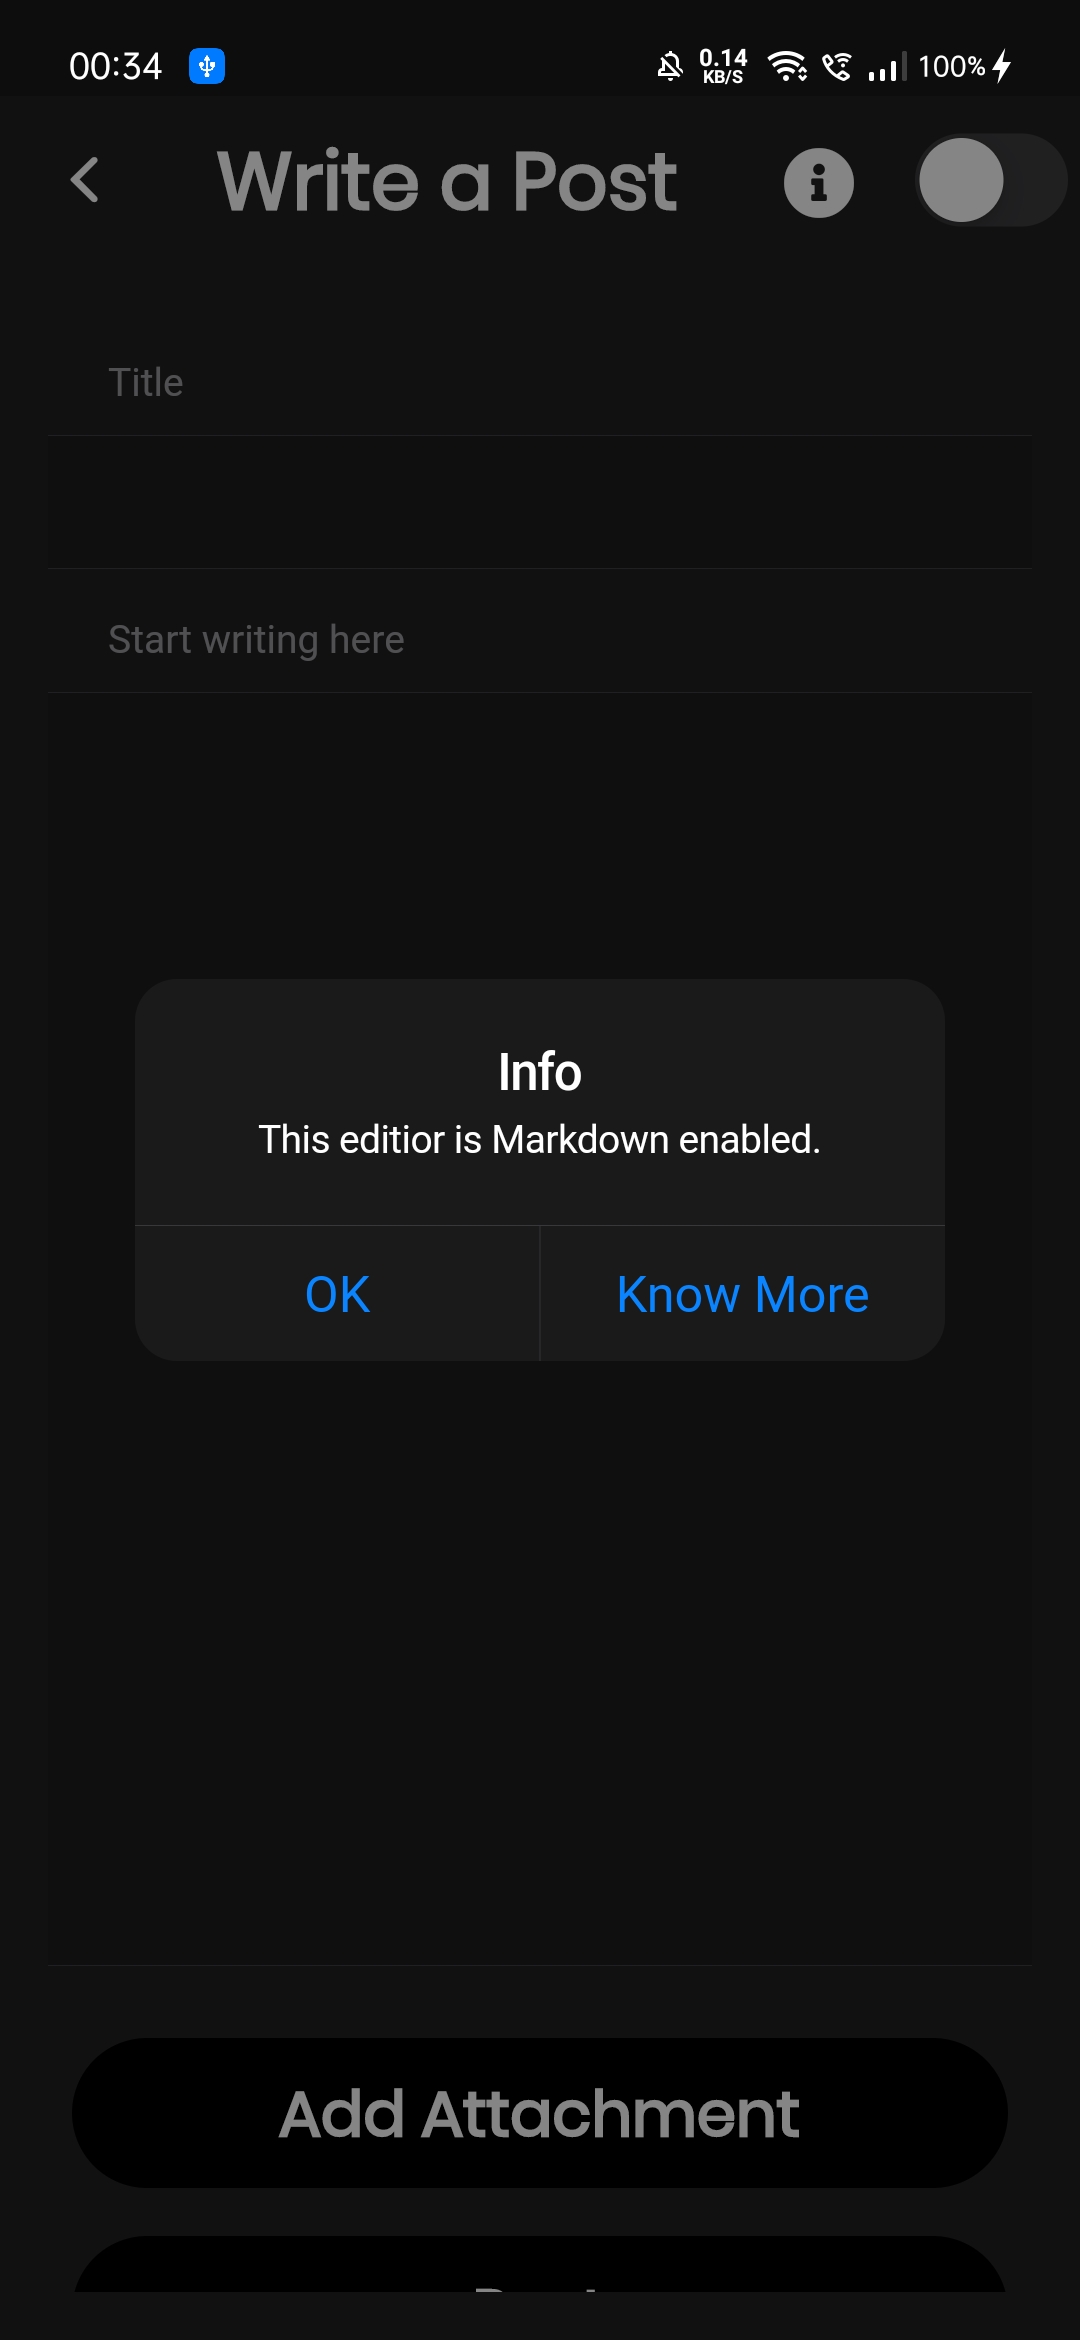 00:34 0.14 KB/S 100%
Write a Post
Title
Start writing here
Info
This editior is Markdown enabled.
OK Know More
Add Attachment